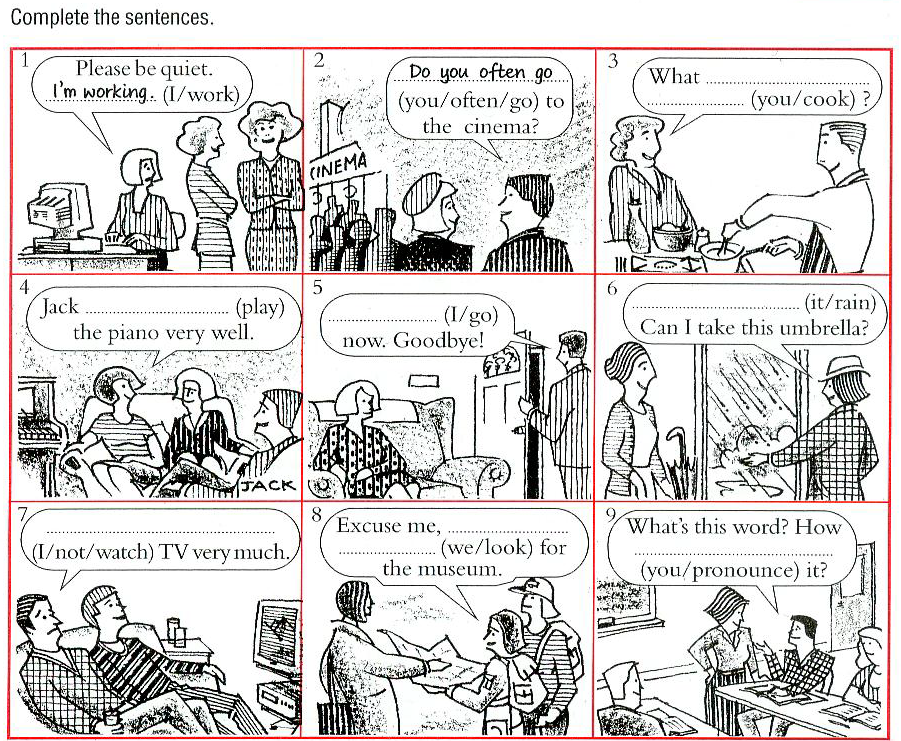 Complete the sentences.
1
Please be quiet.
I'm working. (I/work)
2
Do you often go
(you/often/go) to
the cinema?
CINEMA
3
What ........................
........................ (you/cook) ?
4
Jack ........................ (play)
the piano very well.
JACK
5
........................ (I/go)
now. Goodbye!
6
........................ (it/rain)
Can I take this umbrella?
7
........................
(I/not/watch) TV very much.
8
Excuse me, ........................
........................ (we/look) for
the museum.
9
What's this word? How
........................
(you/pronounce) it?